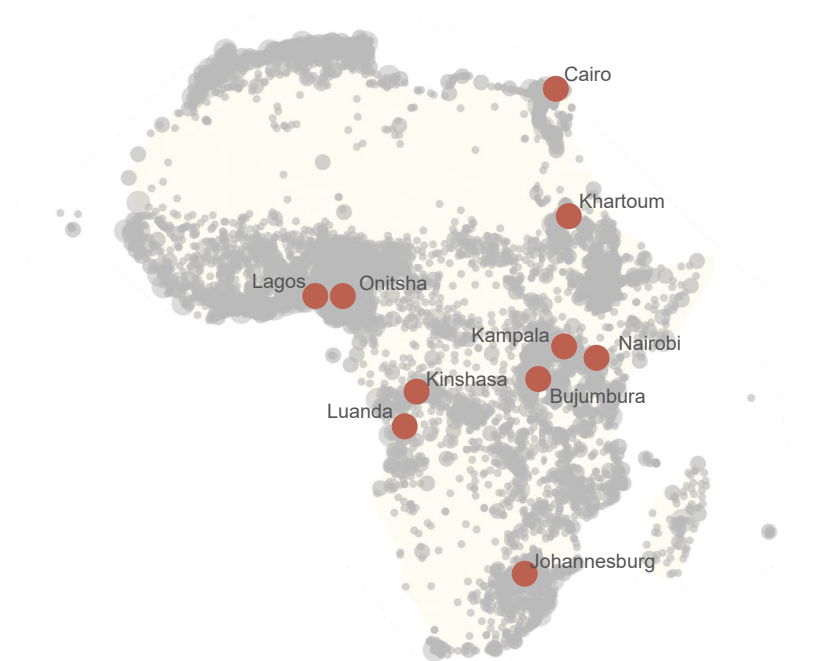 Cairo
Khartoum
Lagos
Onitsha
Kampala
Nairobi
Kinshasa
Bujumbura
Luanda
Johannesburg